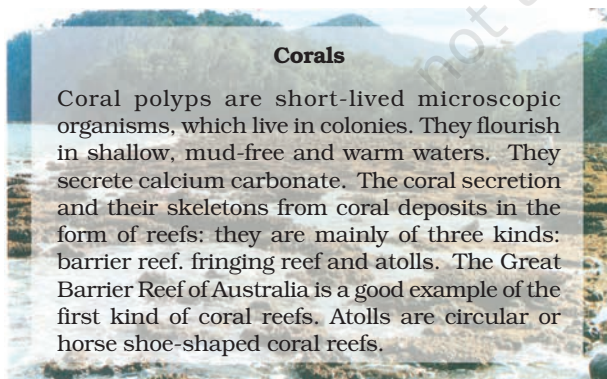 not
Corals
Coral polyps are short-lived microscopic
organisms, which live in colonies. They flourish
in shallow, mud-free and warm waters. They
secrete calcium carbonate. The coral secretion
and their skeletons from coral deposits in the
form of reefs: they are mainly of three kinds:
barrier reef. fringing reef and atolls. The Great
Barrier Reef of Australia is a good example of the
first kind of coral reefs. Atolls are circular or
horse shoe-shaped coral reefs.